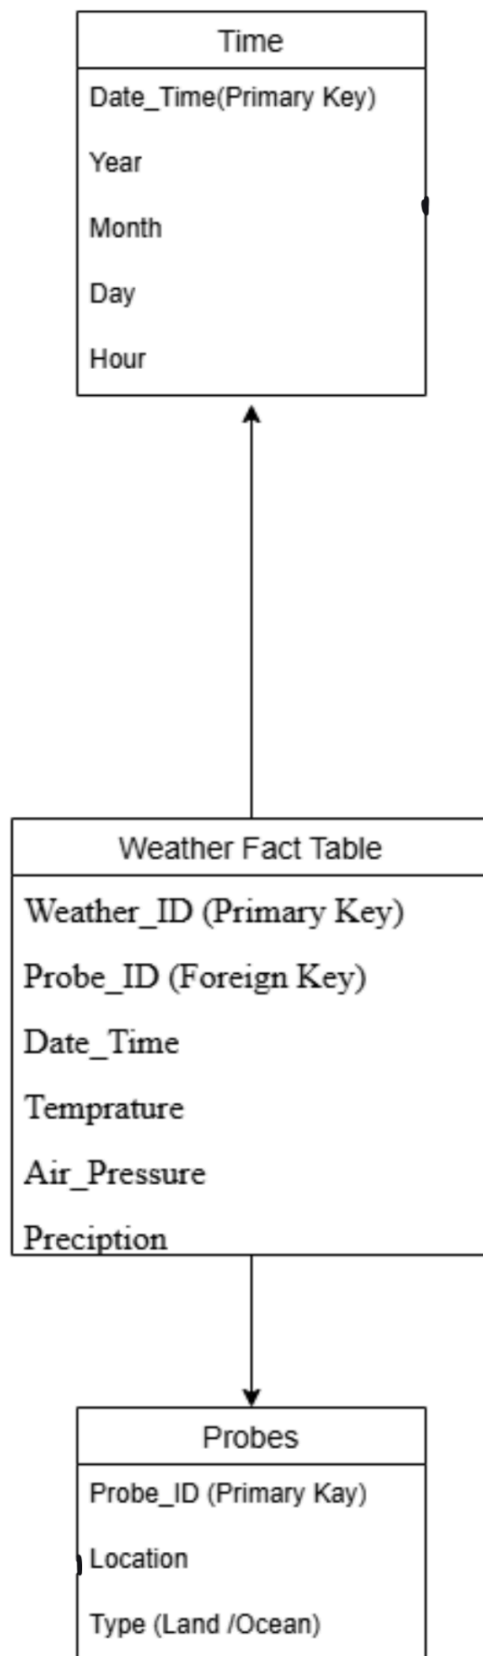 Time
Date_Time(Primary Key)
Year
Month
Day
Hour
Weather Fact Table
Weather_ID (Primary Key)
Probe_ID (Foreign Key)
Date_Time
Temprature
Air_Pressure
Preciption
Probes
Probe_ID (Primary Kay)
Location
Type (Land /Ocean)